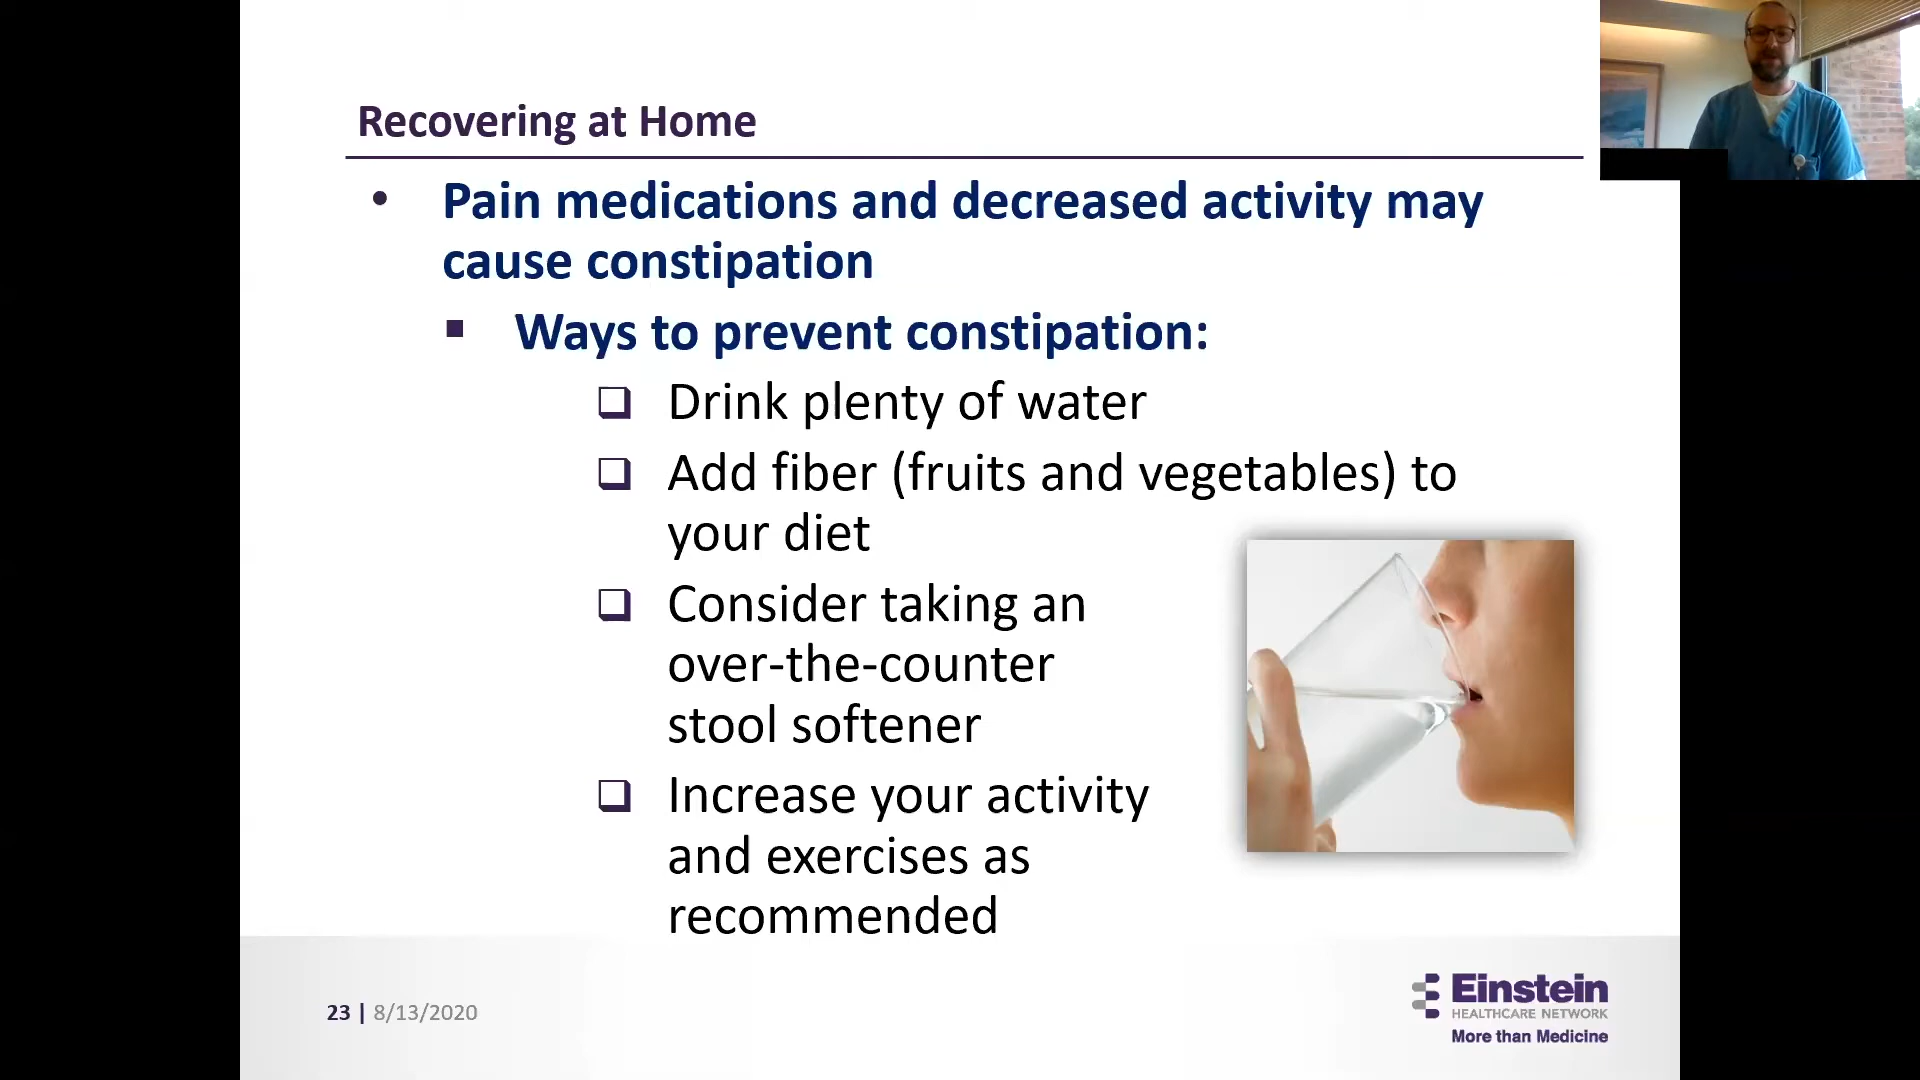 Recovering at Home
• Pain medications and decreased activity may
cause constipation
▪ Ways to prevent constipation:
❑ Drink plenty of water
❑ Add fiber (fruits and vegetables) to
your diet
❑ Consider taking an
over-the-counter
stool softener
❑ Increase your activity
and exercises as
recommended
23 | 8/13/2020
Einstein
HEALTHCARE NETWORK
More than Medicine